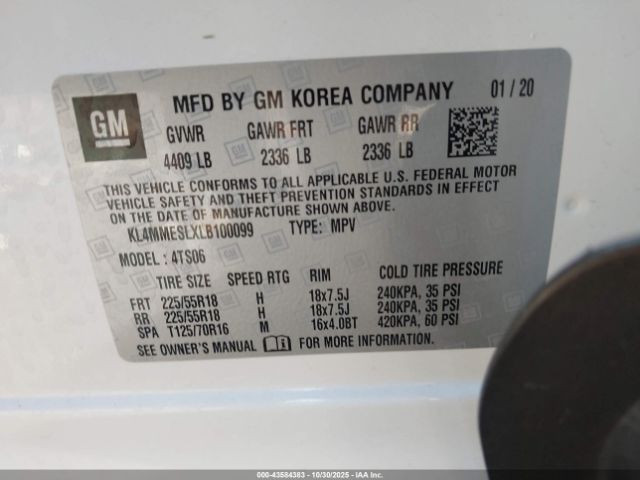 GM
MFD BY GM KOREA COMPANY 01 / 20
GVWR GAWR FRT GAWR RR
4409 LB 2336 LB 2336 LB
THIS VEHICLE CONFORMS TO ALL APPLICABLE U.S. FEDERAL MOTOR
VEHICLE SAFETY AND THEFT PREVENTION STANDARDS IN EFFECT
ON THE DATE OF MANUFACTURE SHOWN ABOVE.
KL4MMESLXLB100099 TYPE: MPV
MODEL : 4TS06
TIRE SIZE SPEED RTG RIM COLD TIRE PRESSURE
FRT 225/55R18 H 18x7.5J 240KPA, 35 PSI
RR 225/55R18 H 18x7.5J 240KPA, 35 PSI
SPA T125/70R16 M 16x4.0BT 420KPA, 60 PSI
SEE OWNER'S MANUAL FOR MORE INFORMATION.
000-43584383 - 10/30/2025 - IAA Inc.